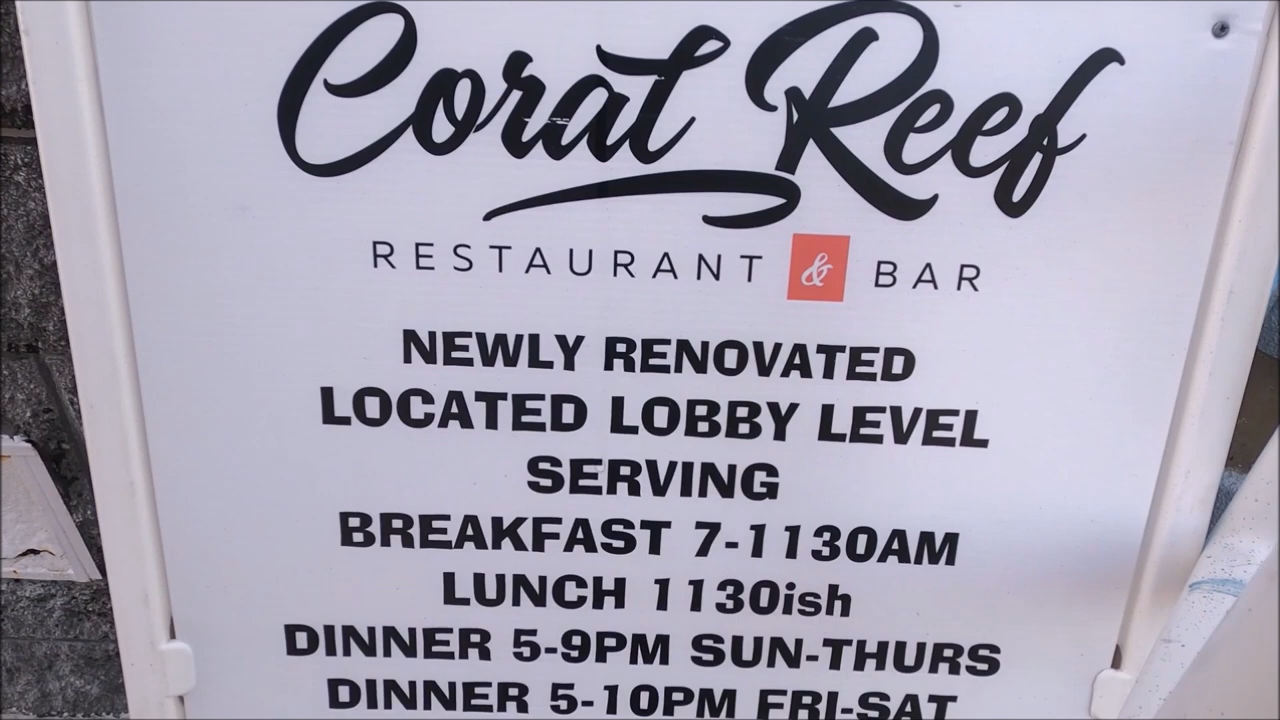 Coral Reef
RESTAURANT & BAR
NEWLY RENOVATED
LOCATED LOBBY LEVEL
SERVING
BREAKFAST 7-1130AM
LUNCH 1130ish
DINNER 5-9PM SUN-THURS
DINNER 5-10PM FRI-SAT